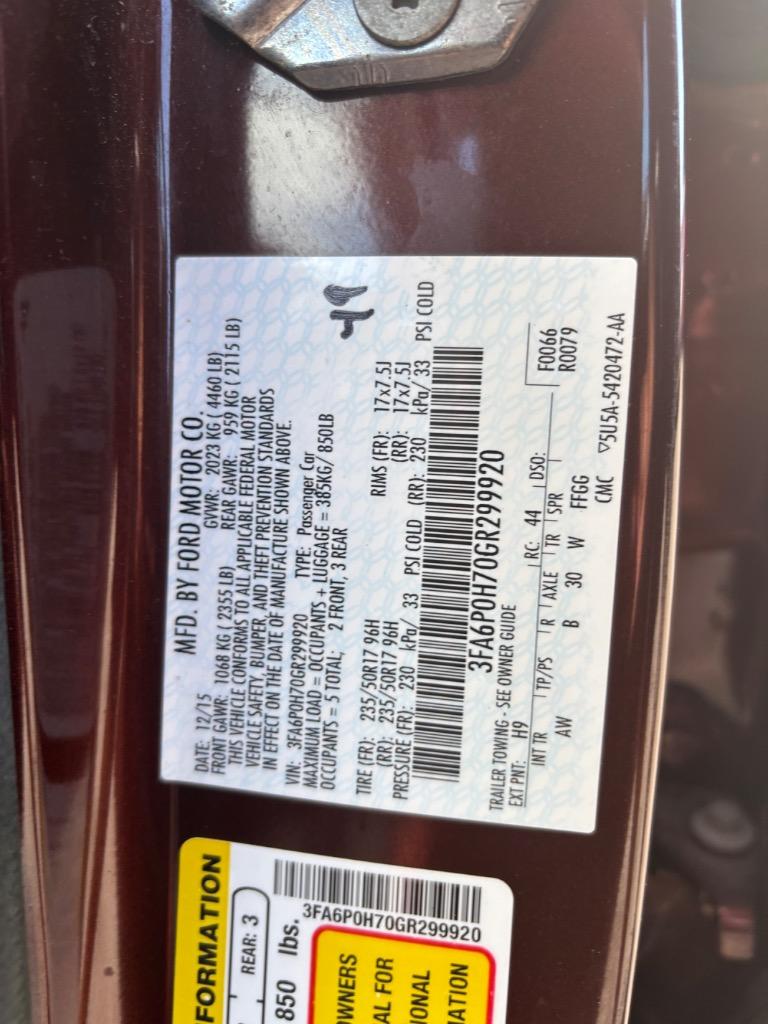 MFD. BY FORD MOTOR CO.
DATE: 12/15 GVWR: 2023 KG ( 4460 LB)
FRONT GAWR: 1068 KG ( 2355 LB) REAR GAWR: 959 KG ( 2115 LB)
THIS VEHICLE CONFORMS TO ALL APPLICABLE FEDERAL MOTOR
VEHICLE SAFETY, BUMPER, AND THEFT PREVENTION STANDARDS
IN EFFECT ON THE DATE OF MANUFACTURE SHOWN ABOVE.
VIN: 3FA6P0H70GR299920 TYPE: Passenger Car
MAXIMUM LOAD = OCCUPANTS + LUGGAGE = 385KG/ 850LB
OCCUPANTS = 5 TOTAL; 2 FRONT, 3 REAR
-49
TIRE (FR): 235/50R17 96H RIMS (FR): 17x7.5J
(RR): 235/50R17 96H (RR): 17x7.5J
PRESSURE (FR): 230 kPa/ 33 PSI COLD (RR): 230 kPa/ 33 PSI COLD
3FA6P0H70GR299920
TRAILER TOWING - SEE OWNER GUIDE
EXT PNT: H9 RC: 44 DSO: F0066
R0079
INT TR TP/PS R AXLE TR SPR
AW B 30 W FFGG
CMC ▽5U5A-5420472-AA
FORMATION
REAR: 3
850 lbs.
3FA6P0H70GR299920
OWNERS
AL FOR
IONAL
ATION